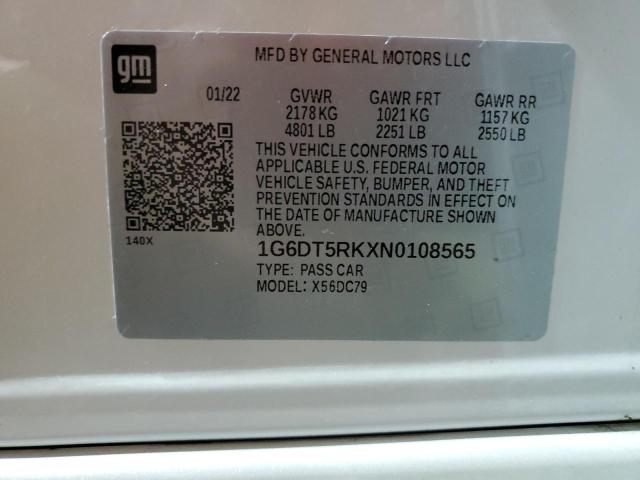 gm
MFD BY GENERAL MOTORS LLC
01/22 GVWR GAWR FRT GAWR RR
2178 KG 1021 KG 1157 KG
4801 LB 2251 LB 2550 LB
THIS VEHICLE CONFORMS TO ALL
APPLICABLE U.S. FEDERAL MOTOR
VEHICLE SAFETY, BUMPER, AND THEFT
PREVENTION STANDARDS IN EFFECT ON
THE DATE OF MANUFACTURE SHOWN
ABOVE.
140X
1G6DT5RKXN0108565
TYPE: PASS CAR
MODEL: X56DC79